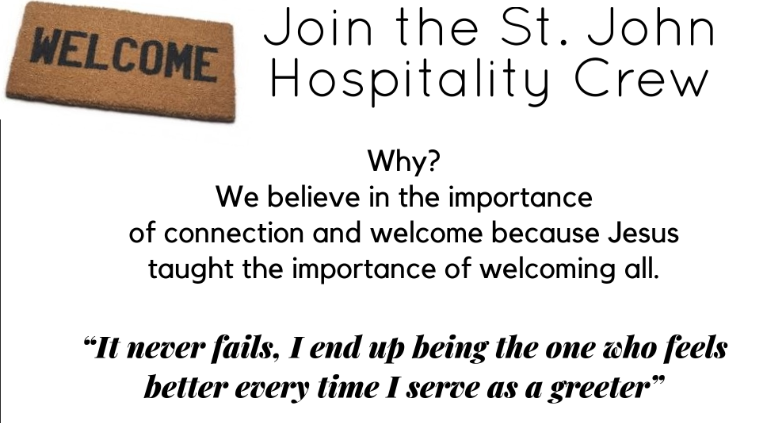 WELCOME
Join the St. John
Hospitality Crew
Why?
We believe in the importance
of connection and welcome because Jesus
taught the importance of welcoming all.
“It never fails, I end up being the one who feels
better every time I serve as a greeter”